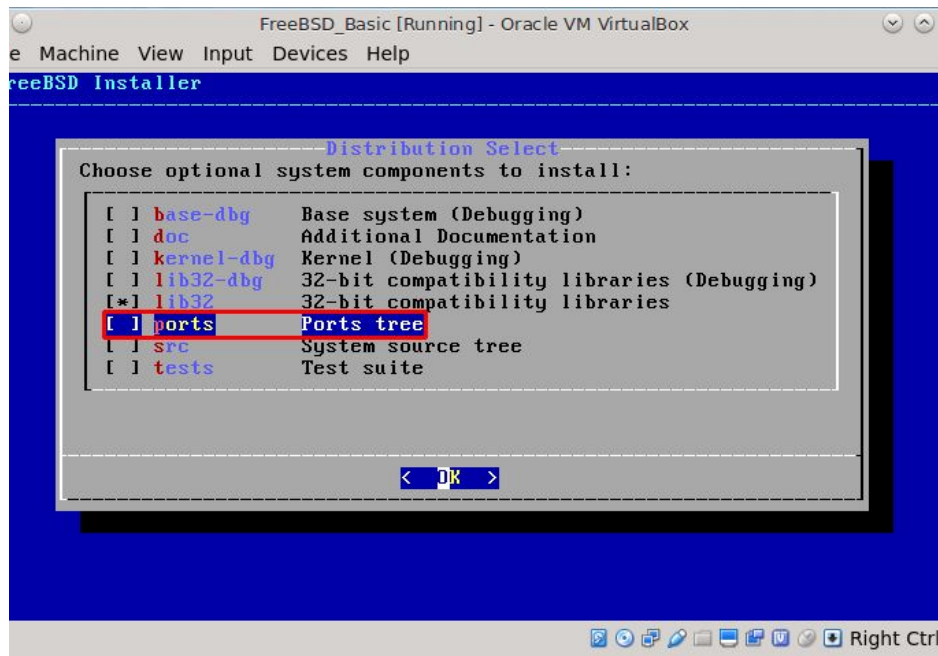 FreeBSD_Basic [Running] - Oracle VM VirtualBox
e Machine View Input Devices Help
reeBSD Installer
Distribution Select
Choose optional system components to install:
[ ] base-dbg Base system (Debugging)
[ ] doc Additional Documentation
[ ] kernel-dbg Kernel (Debugging)
[ ] lib32-dbg 32-bit compatibility libraries (Debugging)
[*] lib32 32-bit compatibility libraries
[ ] ports Ports tree
[ ] src System source tree
[ ] tests Test suite
< OK >
Right Ctrl